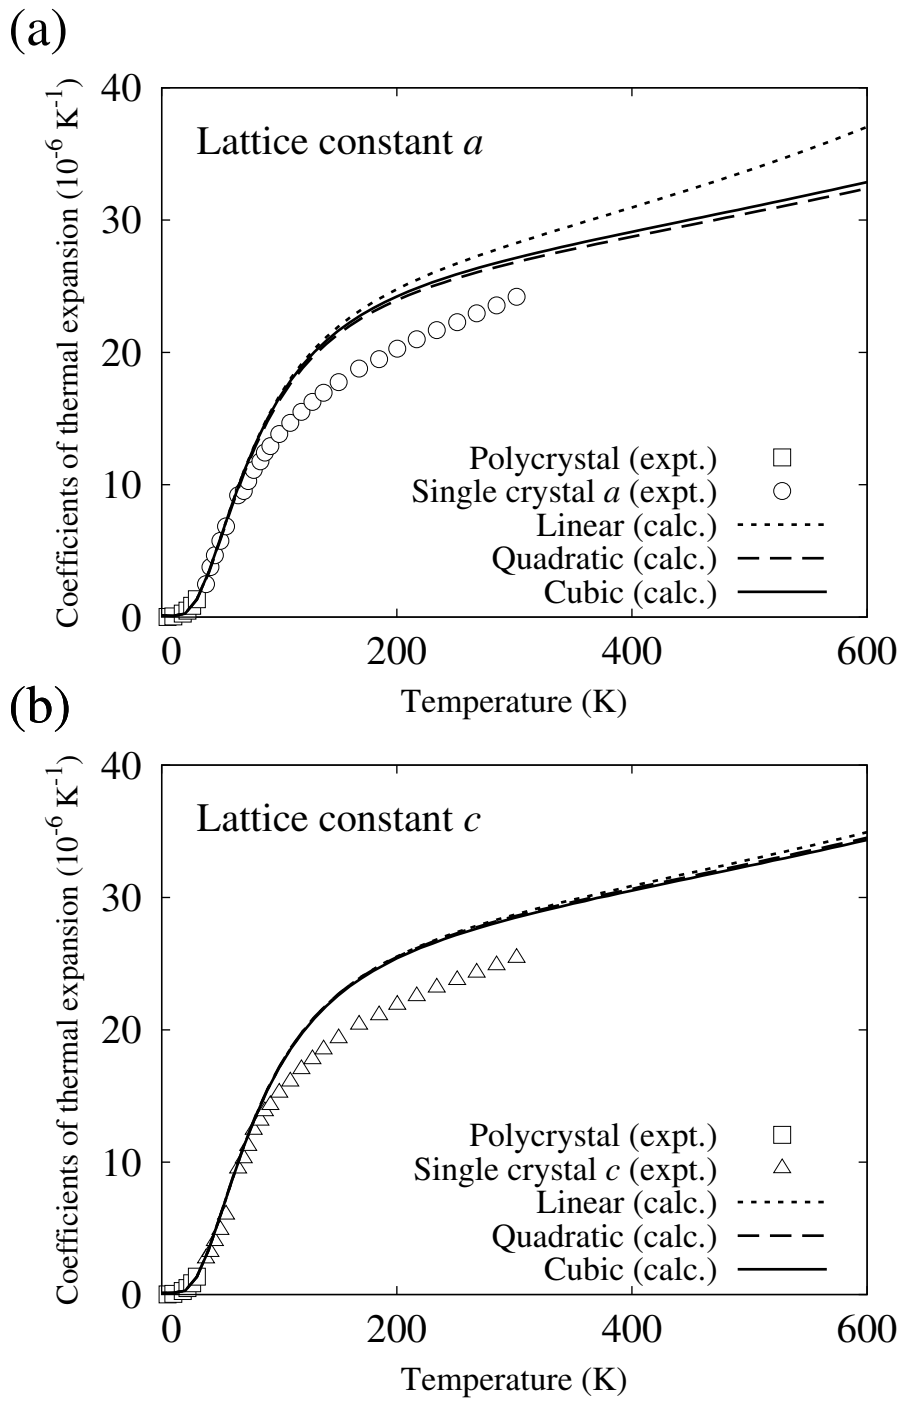 (a)
Coefficients of thermal expansion (10-6 K-1)
40
30
20
10
0
Lattice constant a
Polycrystal (expt.)
Single crystal a (expt.)
Linear (calc.)
Quadratic (calc.)
Cubic (calc.)
0 200 400 600
Temperature (K)
(b)
Coefficients of thermal expansion (10-6 K-1)
40
30
20
10
0
Lattice constant c
Polycrystal (expt.)
Single crystal c (expt.)
Linear (calc.)
Quadratic (calc.)
Cubic (calc.)
0 200 400 600
Temperature (K)